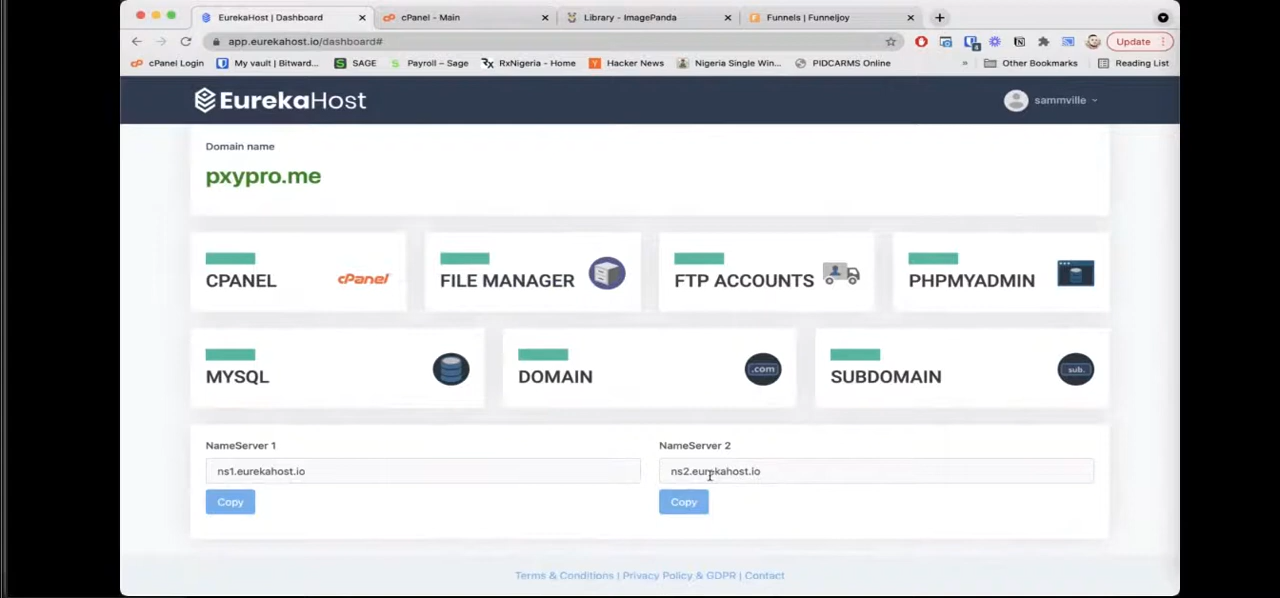 EurekaHost | Dashboard
cPanel - Main
Library - ImagePanda
Funnels | Funneljoy
app.eurekahost.io/dashboard#
Update
cPanel Login
My vault | Bitward...
SAGE
Payroll – Sage
RxNigeria - Home
Hacker News
Nigeria Single Win...
PIDCARMS Online
»
Other Bookmarks
Reading List
EurekaHost
sammville
Domain name
pxypro.me
CPANEL
cPanel
FILE MANAGER
FTP ACCOUNTS
PHPMYADMIN
MYSQL
DOMAIN
.com
SUBDOMAIN
sub.
NameServer 1
NameServer 2
ns1.eurekahost.io
ns2.eurekahost.io
Copy
Copy
Terms & Conditions | Privacy Policy & GDPR | Contact